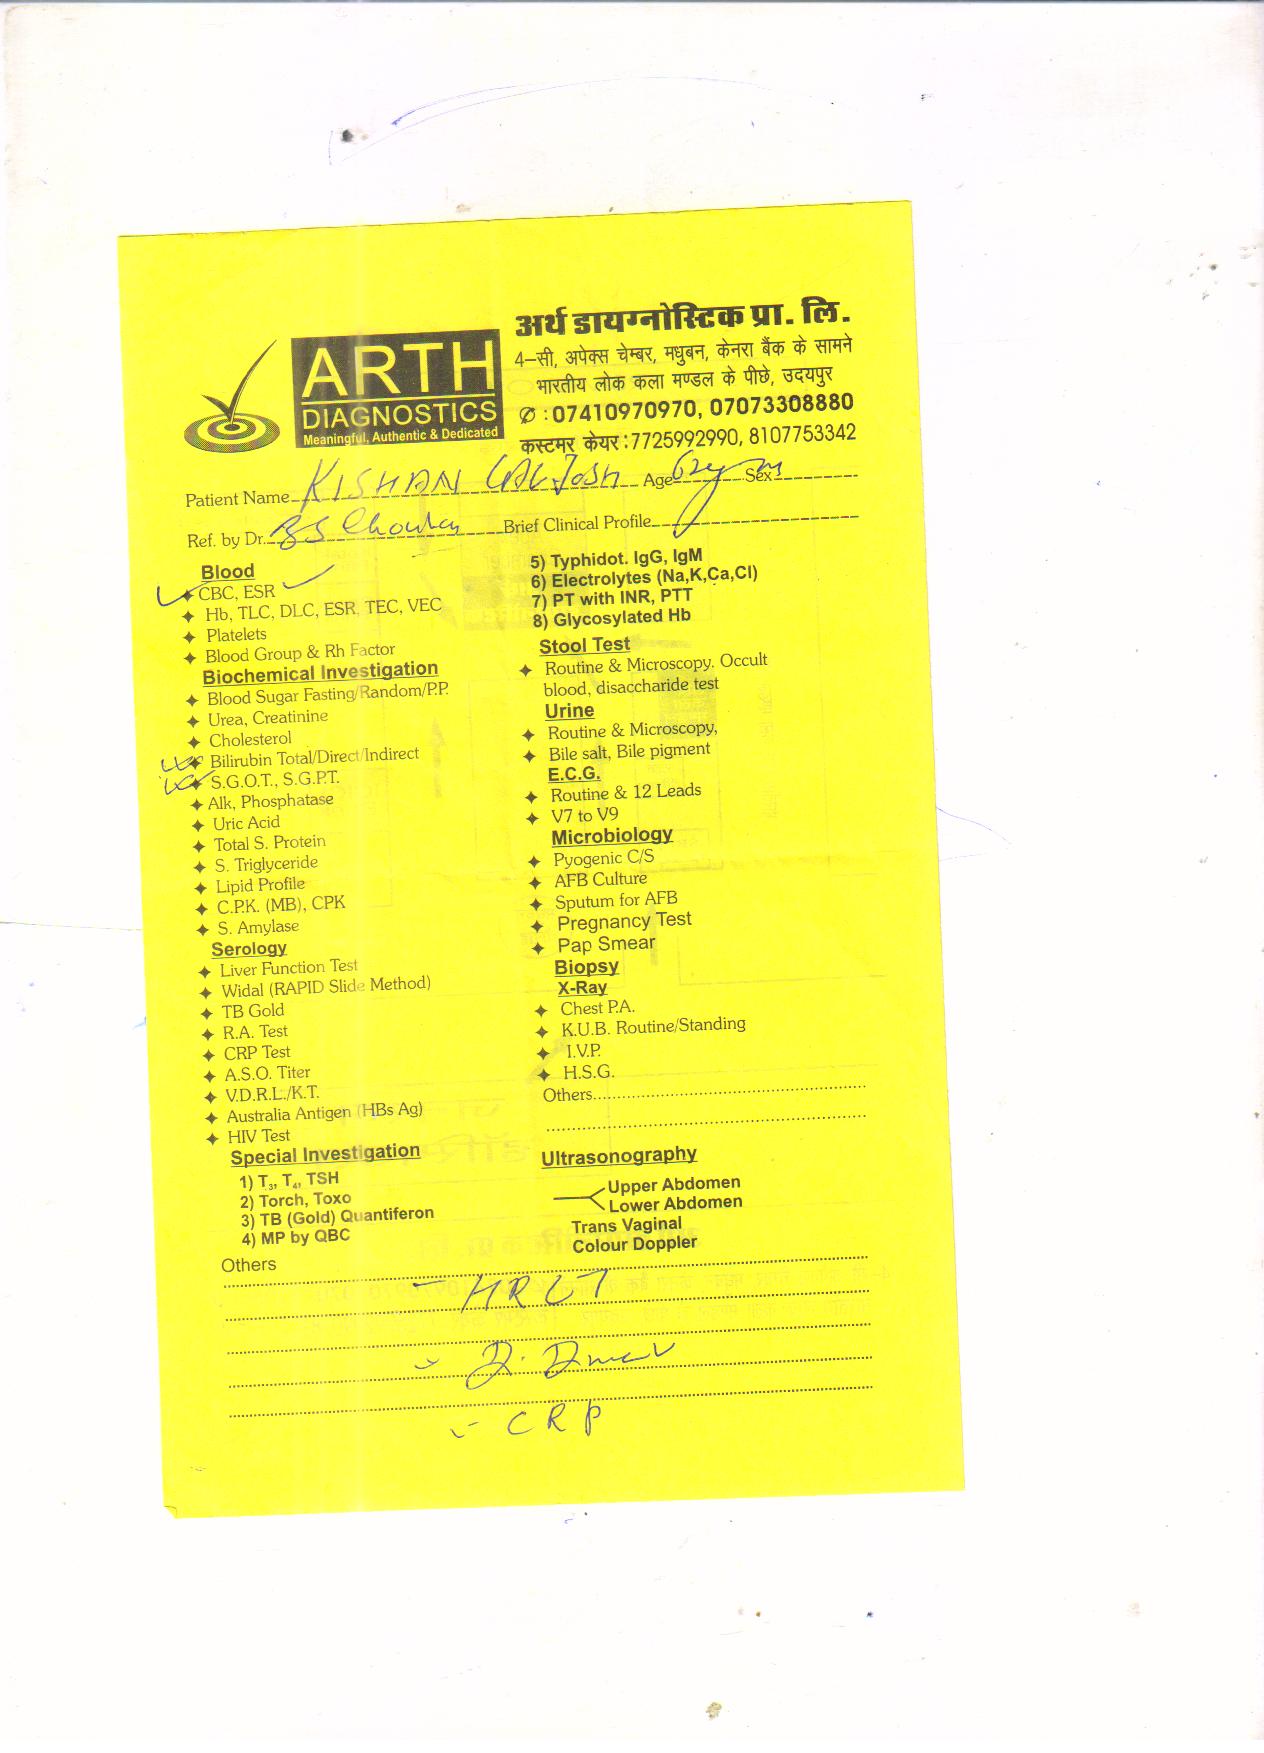 अर्थ डायग्नोस्टिक प्रा. लि.
ARTH
DIAGNOSTICS
Meaningful, Authentic & Dedicated
4-सी, अपेक्स चेम्बर, मधुबन, केनरा बैंक के सामने
भारतीय लोक कला मण्डल के पीछे, उदयपुर
✆ : 07410970970, 07073308880
कस्टमर केयर : 7725992990, 8107753342
Patient Name KISHAN LAL JOSH Age Sex
Ref. by Dr. BS Brief Clinical Profile
Blood
CBC, ESR
Hb, TLC, DLC, ESR, TEC, VEC
Platelets
Blood Group & Rh Factor
Biochemical Investigation
Blood Sugar Fasting/Random/P.P.
Urea, Creatinine
Cholesterol
Bilirubin Total/Direct/Indirect
S.G.O.T., S.G.P.T.
Alk, Phosphatase
Uric Acid
Total S. Protein
S. Triglyceride
Lipid Profile
C.P.K. (MB), CPK
S. Amylase
Serology
Liver Function Test
Widal (RAPID Slide Method)
TB Gold
R.A. Test
CRP Test
A.S.O. Titer
V.D.R.L./K.T.
Australia Antigen (HBs Ag)
HIV Test
Special Investigation
1) T3, T4, TSH
2) Torch, Toxo
3) TB (Gold) Quantiferon
4) MP by QBC
5) Typhidot. IgG, IgM
6) Electrolytes (Na,K,Ca,Cl)
7) PT with INR, PTT
8) Glycosylated Hb
Stool Test
Routine & Microscopy. Occult
blood, disaccharide test
Urine
Routine & Microscopy,
Bile salt, Bile pigment
E.C.G.
Routine & 12 Leads
V7 to V9
Microbiology
Pyogenic C/S
AFB Culture
Sputum for AFB
Pregnancy Test
Pap Smear
Biopsy
X-Ray
Chest P.A.
K.U.B. Routine/Standing
I.V.P.
H.S.G.
Others
Ultrasonography
Upper Abdomen
Lower Abdomen
Trans Vaginal
Colour Doppler
Others
- HRCT
- D. Dimer
- CRP